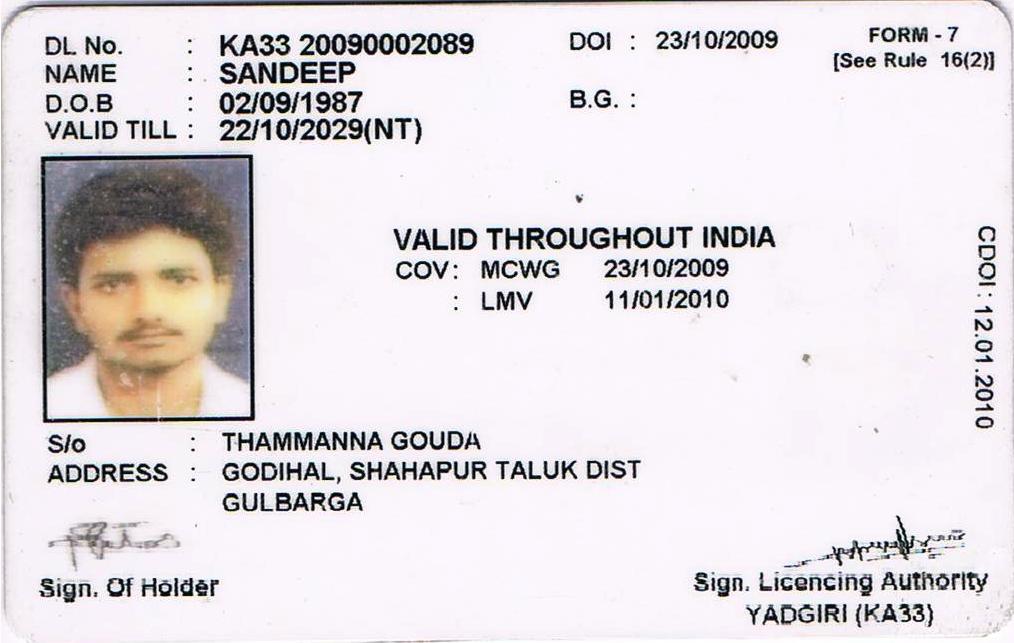 DL No. : KA33 20090002089 DOI : 23/10/2009 FORM - 7
NAME : SANDEEP [See Rule 16(2)]
D.O.B : 02/09/1987 B.G. :
VALID TILL : 22/10/2029(NT)
VALID THROUGHOUT INDIA
COV: MCWG 23/10/2009
: LMV 11/01/2010
CDOI : 12.01.2010
S/o : THAMMANNA GOUDA
ADDRESS : GODIHAL, SHAHAPUR TALUK DIST
GULBARGA
Sign. Of Holder
Sign. Licencing Authority
YADGIRI (KA33)